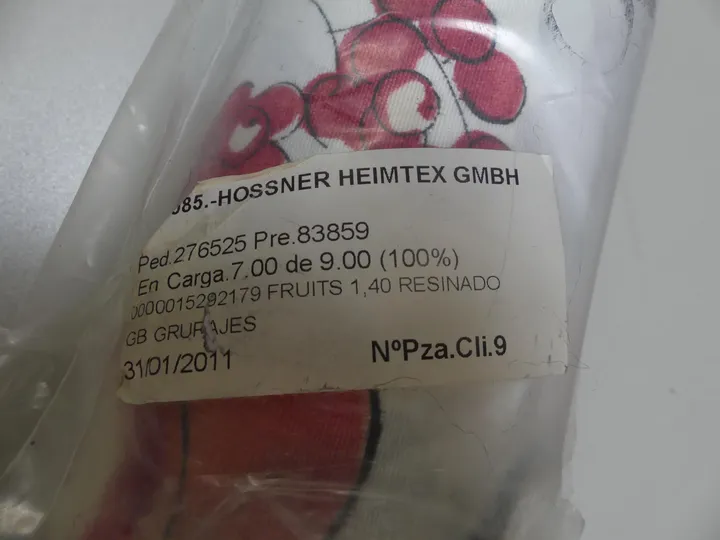 085.-HOSSNER HEIMTEX GMBH
Ped.276525 Pre.83859
En Carga.7.00 de 9.00 (100%)
0000015292179 FRUITS 1,40 RESINADO
GB GRURAJES
31/01/2011 NºPza.Cli.9